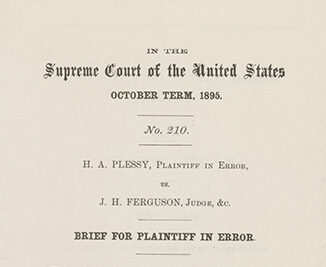 IN THE
Supreme Court of the United States
OCTOBER TERM, 1895.
No. 210.
H. A. PLESSY, PLAINTIFF IN ERROR,
vs.
J. H. FERGUSON, JUDGE, &c.
BRIEF FOR PLAINTIFF IN ERROR.